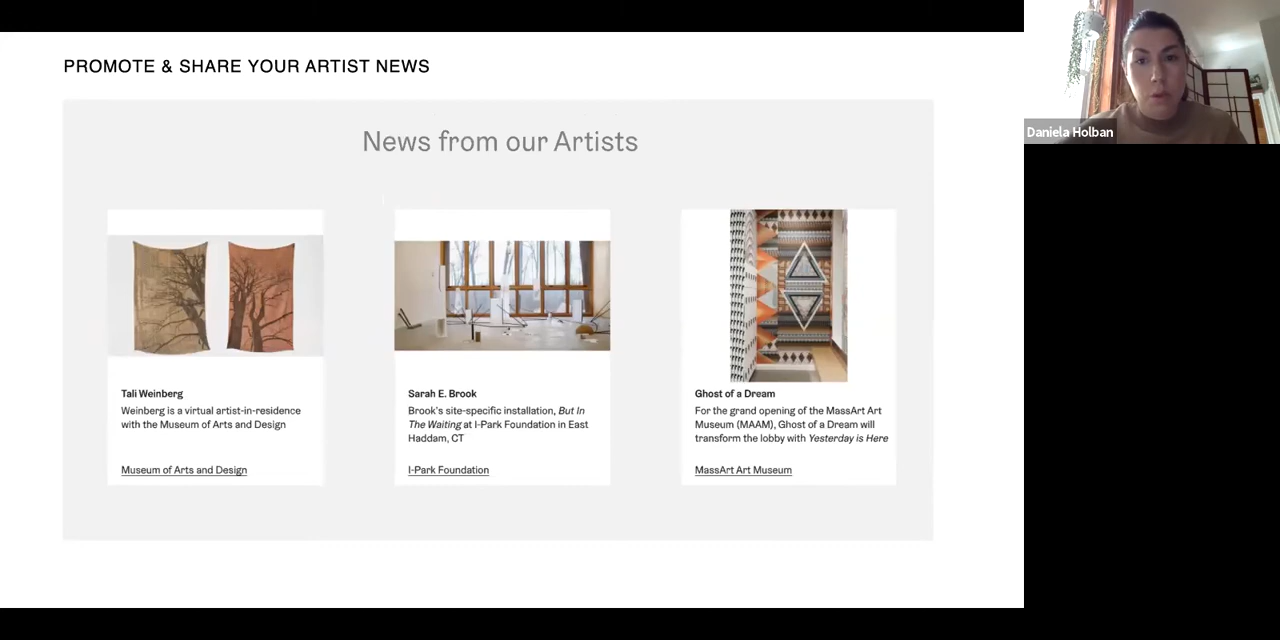 PROMOTE & SHARE YOUR ARTIST NEWS
News from our Artists
Tali Weinberg
Weinberg is a virtual artist-in-residence
with the Museum of Arts and Design
Museum of Arts and Design
Sarah E. Brook
Brook's site-specific installation, But In
The Waiting at I-Park Foundation in East
Haddam, CT
I-Park Foundation
Ghost of a Dream
For the grand opening of the MassArt Art
Museum (MAAM), Ghost of a Dream will
transform the lobby with Yesterday is Here
MassArt Art Museum
Daniela Holban